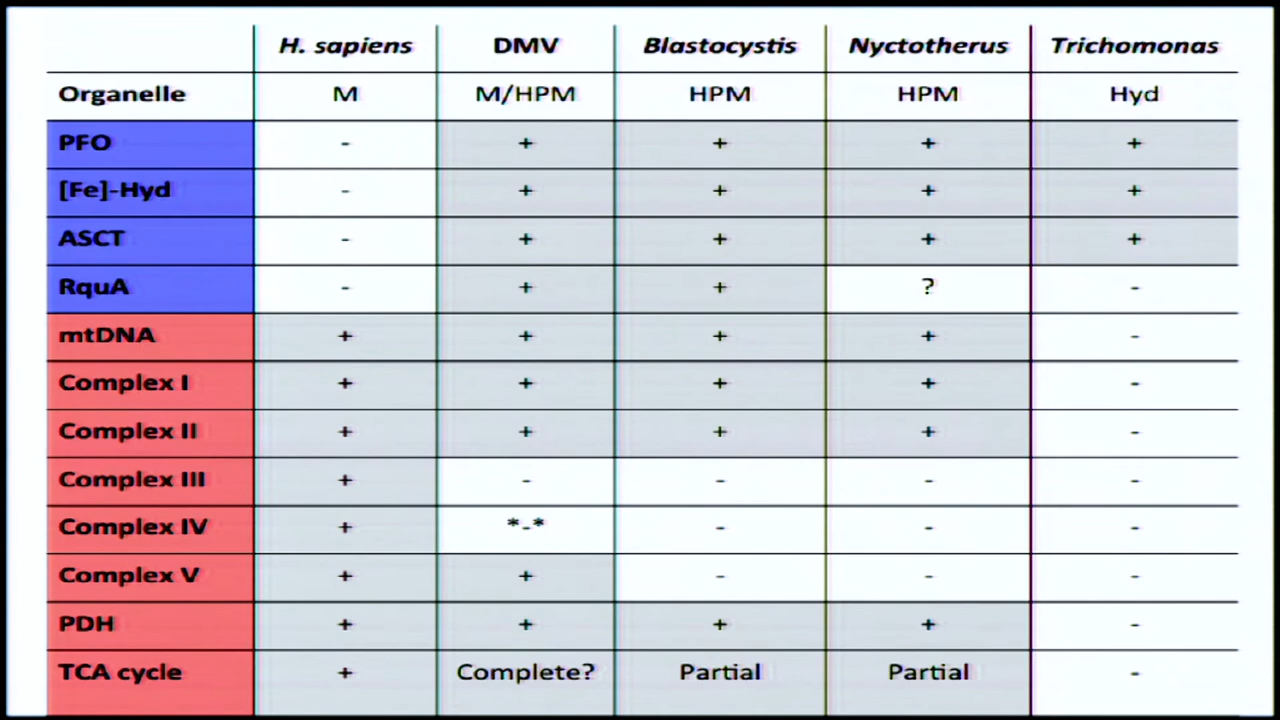 H. sapiens DMV Blastocystis Nyctotherus Trichomonas
Organelle M M/HPM HPM HPM Hyd
PFO - + + + +
[Fe]-Hyd - + + + +
ASCT - + + + +
RquA - + + ? -
mtDNA + + + + -
Complex I + + + + -
Complex II + + + + -
Complex III + - - - -
Complex IV + *-* - - -
Complex V + + - - -
PDH + + + + -
TCA cycle + Complete? Partial Partial -